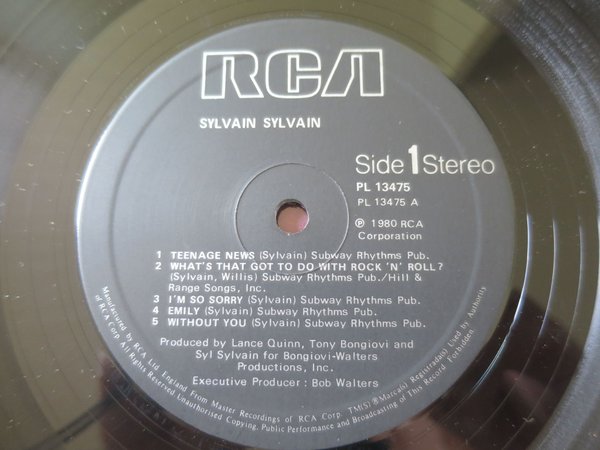 RCA
SYLVAIN SYLVAIN
Side 1 Stereo
PL 13475
PL 13475 A
℗ 1980 RCA
Corporation
1 TEENAGE NEWS (Sylvain) Subway Rhythms Pub.
2 WHAT'S THAT GOT TO DO WITH ROCK 'N' ROLL?
(Sylvain, Willis) Subway Rhythms Pub./Hill &
Range Songs, Inc.
3 I'M SO SORRY (Sylvain) Subway Rhythms Pub.
4 EMILY (Sylvain) Subway Rhythms Pub.
5 WITHOUT YOU (Sylvain) Subway Rhythms Pub.
Produced by Lance Quinn, Tony Bongiovi and
Syl Sylvain for Bongiovi-Walters
Productions, Inc.
Executive Producer : Bob Walters
Manufactured by RCA Ltd. England From Master Recordings of RCA Corp. TM(S)®Marca(s) Registrada(s) Used by Authority
of RCA Corp. All Rights Reserved Unauthorised Copying, Public Performance and Broadcasting of This Record Forbidden